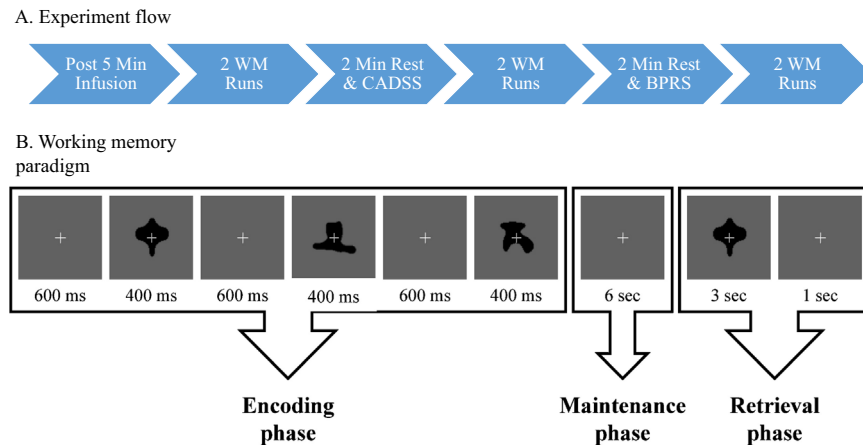 A. Experiment flow
Post 5 Min
Infusion
2 WM
Runs
2 Min Rest
& CADSS
2 WM
Runs
2 Min Rest
& BPRS
2 WM
Runs
B. Working memory
paradigm
600 ms
400 ms
600 ms
400 ms
600 ms
400 ms
6 sec
3 sec
1 sec
Encoding
phase
Maintenance
phase
Retrieval
phase